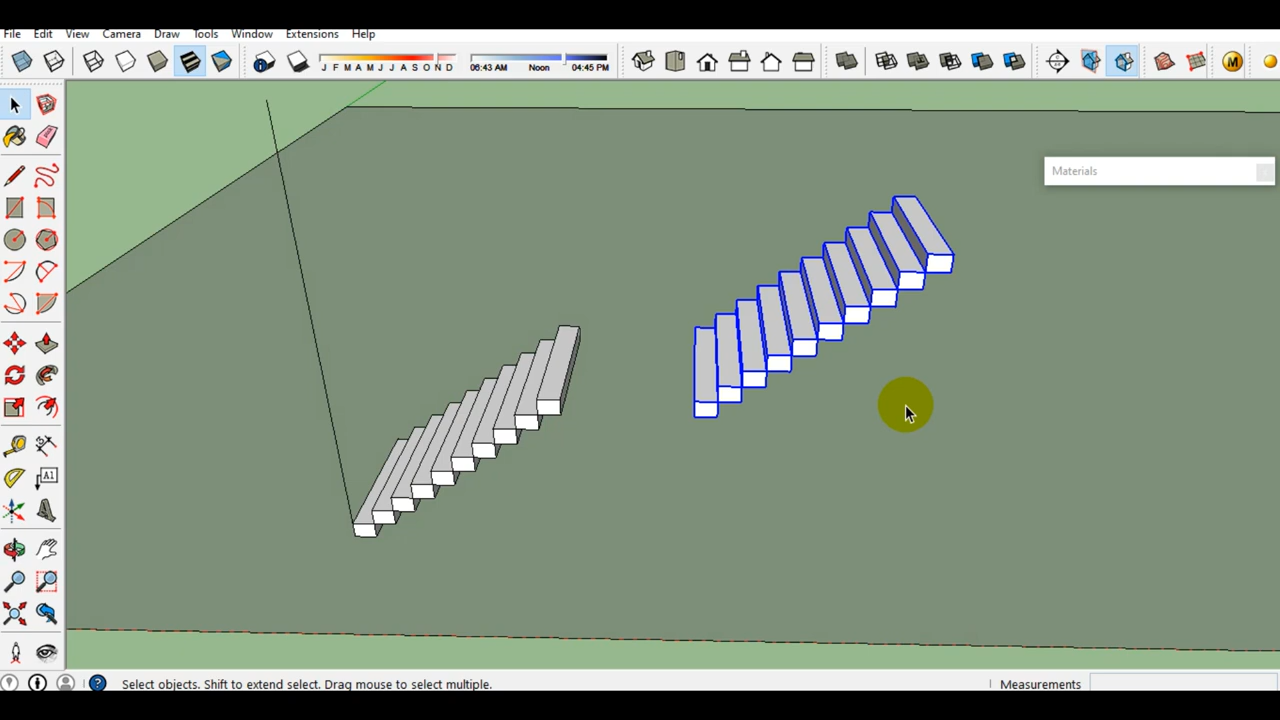 File Edit View Camera Draw Tools Window Extensions Help
J F M A M J J A S O N D 06:43 AM Noon 04:45 PM
M
Materials
A1
A
Select objects. Shift to extend select. Drag mouse to select multiple. Measurements